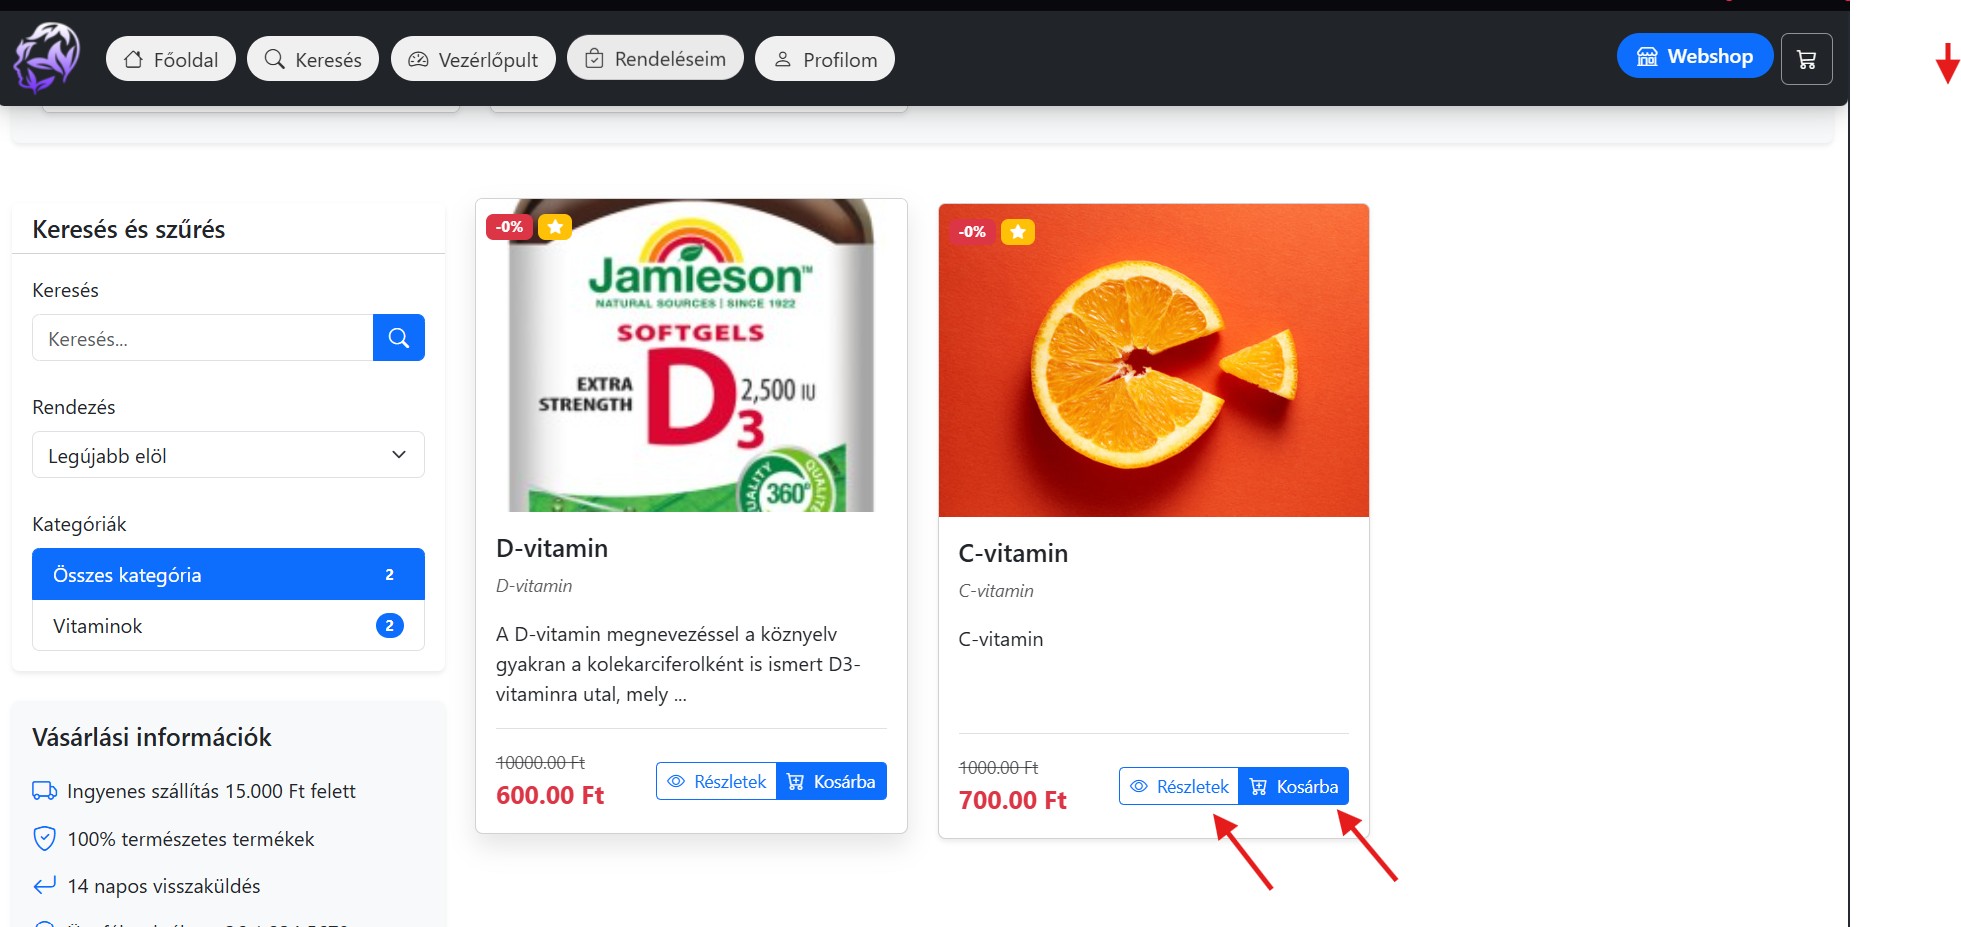 Főoldal
Keresés
Vezérlőpult
Rendeléseim
Profilom
Webshop
Keresés és szűrés
Keresés
Keresés...
Rendezés
Legújabb elöl
Kategóriák
Összes kategória 2
Vitaminok 2
Vásárlási információk
Ingyenes szállítás 15.000 Ft felett
100% természetes termékek
14 napos visszaküldés
-0%
Jamieson™
NATURAL SOURCES | SINCE 1922
SOFTGELS
EXTRA
STRENGTH
D3
2,500 IU
QUALITY
360°
D-vitamin
D-vitamin
A D-vitamin megnevezéssel a köznyelv
gyakran a kolekarciferolként is ismert D3-
vitaminra utal, mely ...
10000.00 Ft
600.00 Ft
Részletek
Kosárba
-0%
C-vitamin
C-vitamin
C-vitamin
1000.00 Ft
700.00 Ft
Részletek
Kosárba